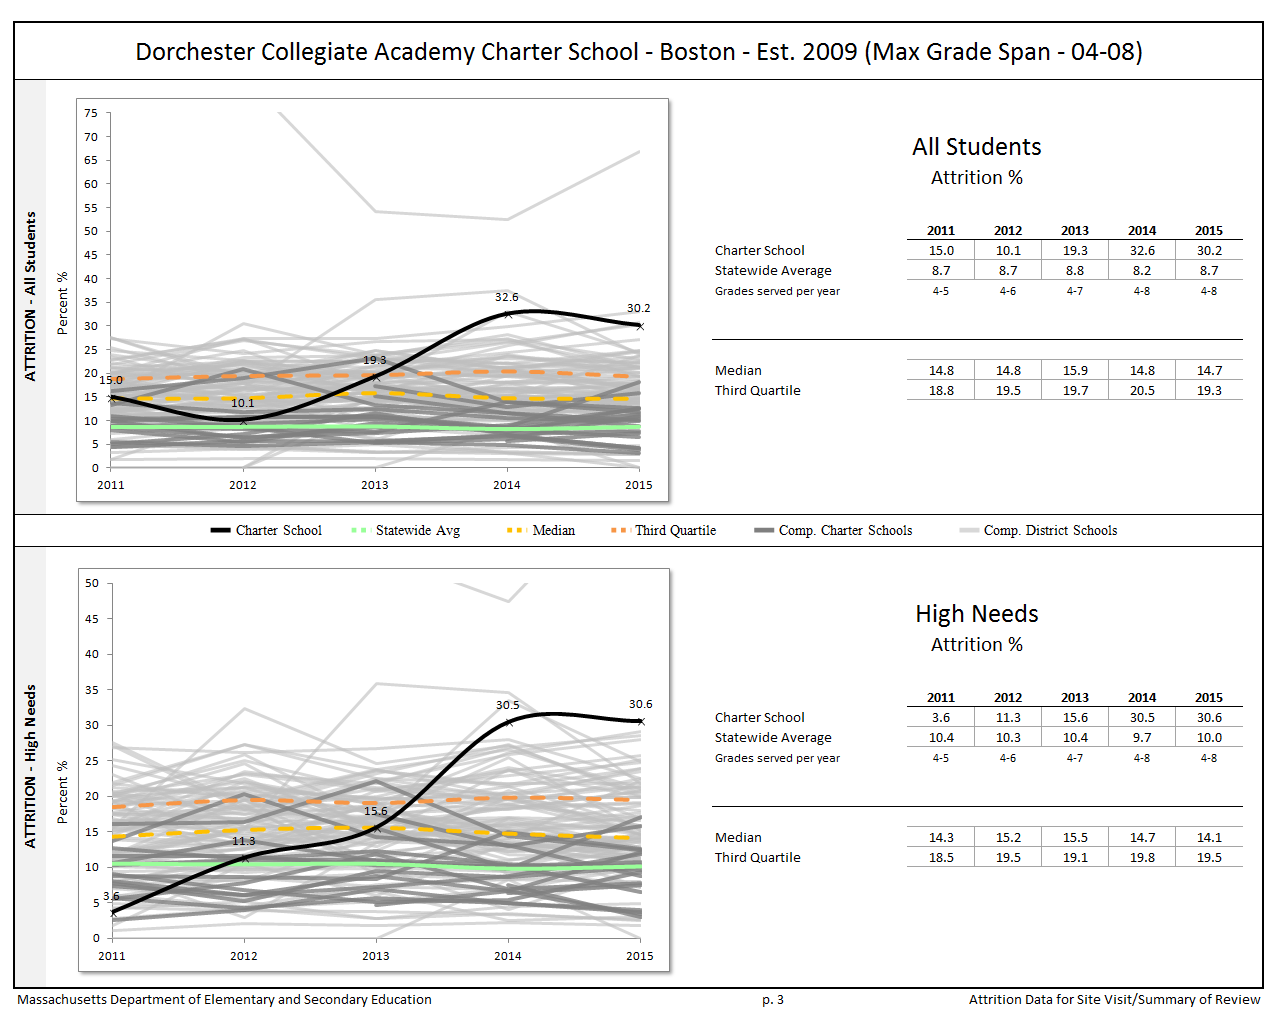 Dorchester Collegiate Academy Charter School - Boston - Est. 2009 (Max Grade Span - 04-08)
ATTRITION - All Students
Percent %
75
70
65
60
55
50
45
40
35
30
25
20
15
10
5
0
15.0
10.1
19.3
32.6
30.2
2011 2012 2013 2014 2015
All Students
Attrition %
2011 2012 2013 2014 2015
Charter School 15.0 10.1 19.3 32.6 30.2
Statewide Average 8.7 8.7 8.8 8.2 8.7
Grades served per year 4-5 4-6 4-7 4-8 4-8
Median 14.8 14.8 15.9 14.8 14.7
Third Quartile 18.8 19.5 19.7 20.5 19.3
Charter School Statewide Avg Median Third Quartile Comp. Charter Schools Comp. District Schools
ATTRITION - High Needs
Percent %
50
45
40
35
30
25
20
15
10
5
0
3.6
11.3
15.6
30.5
30.6
2011 2012 2013 2014 2015
High Needs
Attrition %
2011 2012 2013 2014 2015
Charter School 3.6 11.3 15.6 30.5 30.6
Statewide Average 10.4 10.3 10.4 9.7 10.0
Grades served per year 4-5 4-6 4-7 4-8 4-8
Median 14.3 15.2 15.5 14.7 14.1
Third Quartile 18.5 19.5 19.1 19.8 19.5
Massachusetts Department of Elementary and Secondary Education p. 3 Attrition Data for Site Visit/Summary of Review